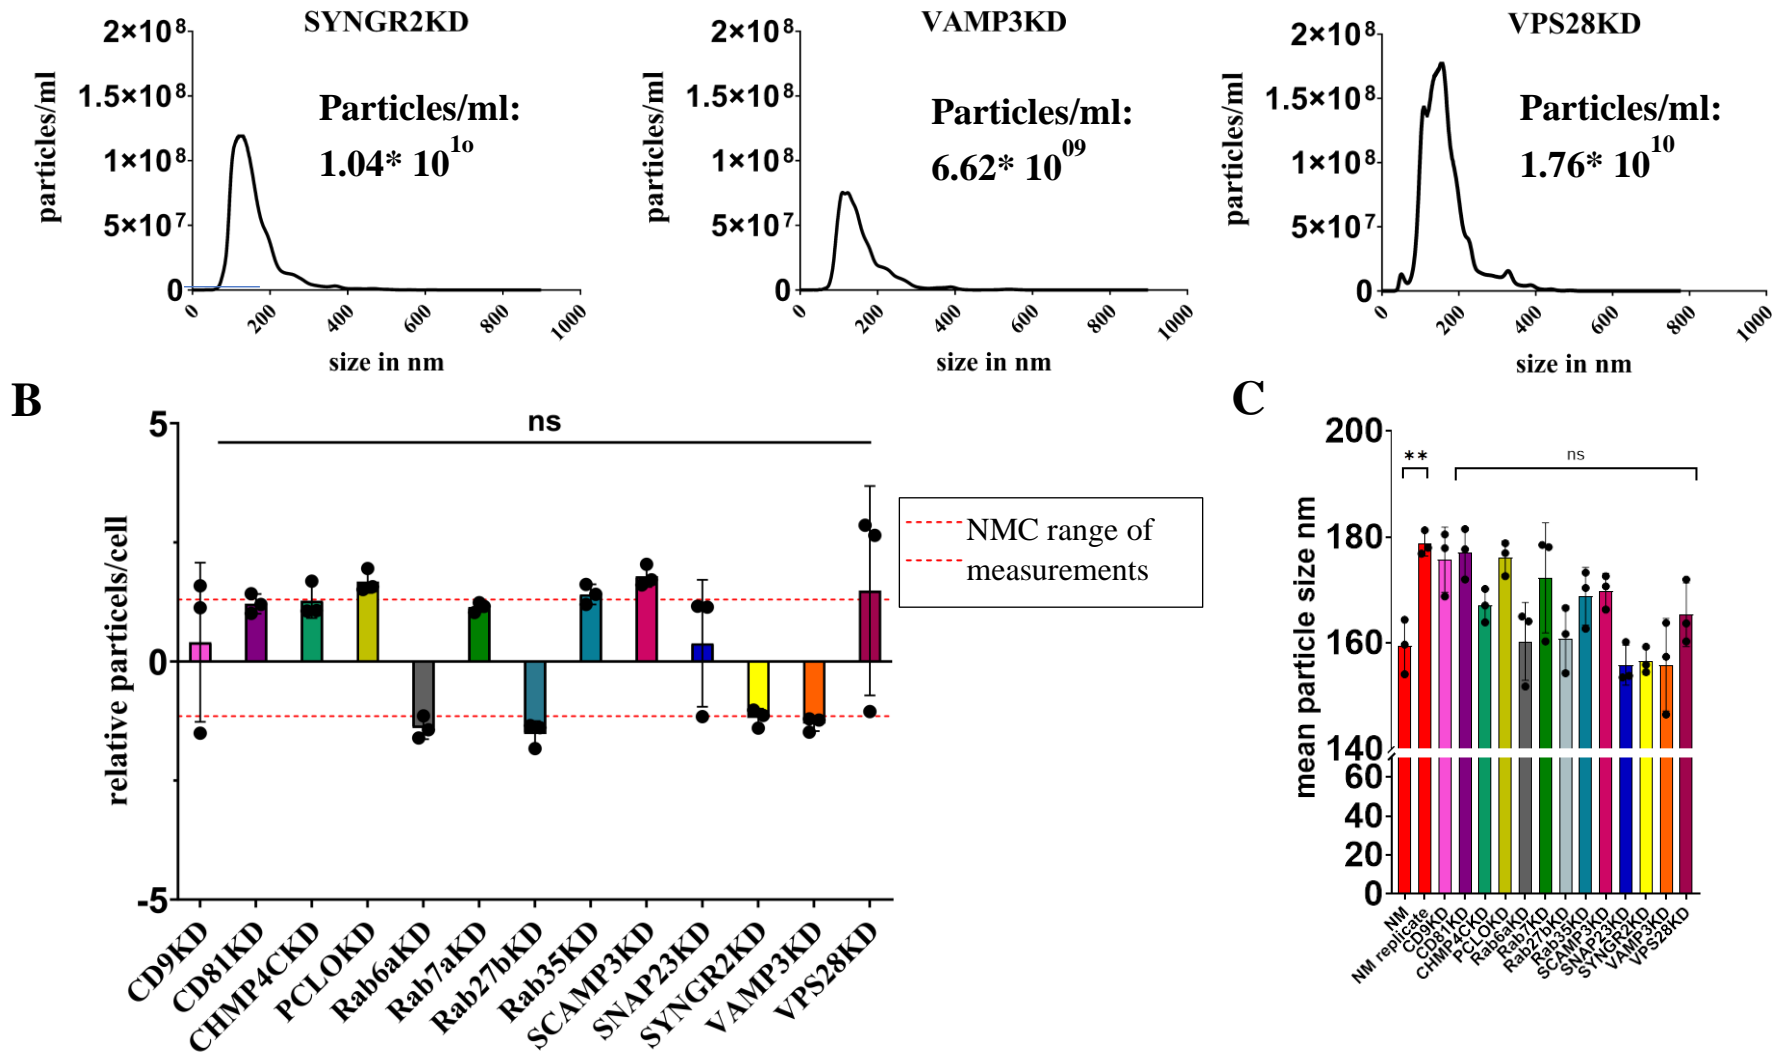 SYNGR2KD
2×10⁸
1.5×10⁸
1×10⁸
5×10⁷
0
particles/ml
Particles/ml:
1.04* 10¹ᵒ
0 200 400 600 800 1000
size in nm
VAMP3KD
2×10⁸
1.5×10⁸
1×10⁸
5×10⁷
0
particles/ml
Particles/ml:
6.62* 10⁰⁹
0 200 400 600 800 1000
size in nm
VPS28KD
2×10⁸
1.5×10⁸
1×10⁸
5×10⁷
0
particles/ml
Particles/ml:
1.76* 10¹⁰
0 200 400 600 800 1000
size in nm
B
5
0
-5
relative particels/cell
ns
NMC range of
measurements
CD9KD
CD81KD
CHMP4CKD
PCLOKD
Rab6aKD
Rab7aKD
Rab27bKD
Rab35KD
SCAMP3KD
SNAP23KD
SYNGR2KD
VAMP3KD
VPS28KD
C
200
180
160
140
60
40
20
0
mean particle size nm
**
ns
NM
NM replicate
CD9KD
CD81KD
CHMP4CKD
PCLOKD
Rab6aKD
Rab7KD
Rab27bKD
Rab35KD
SCAMP3KD
SNAP23KD
SYNGR2KD
VAMP3KD
VPS28KD